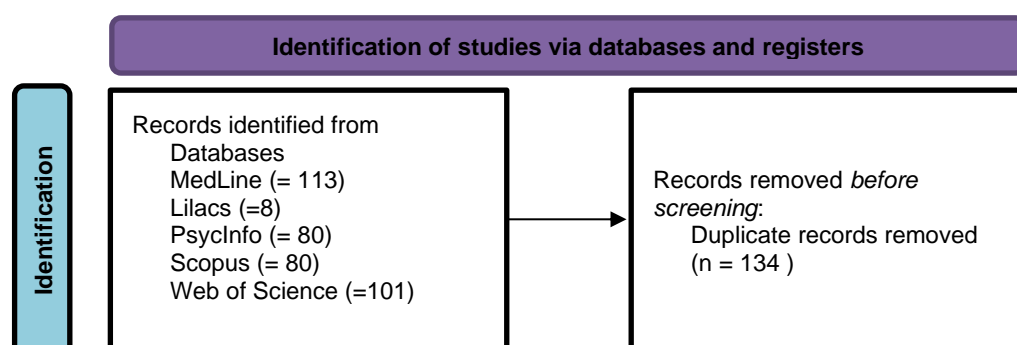 Identification of studies via databases and registers
Identification
Records identified from
Databases
MedLine (= 113)
Lilacs (=8)
PsycInfo (= 80)
Scopus (= 80)
Web of Science (=101)
Records removed before
screening:
Duplicate records removed
(n = 134 )